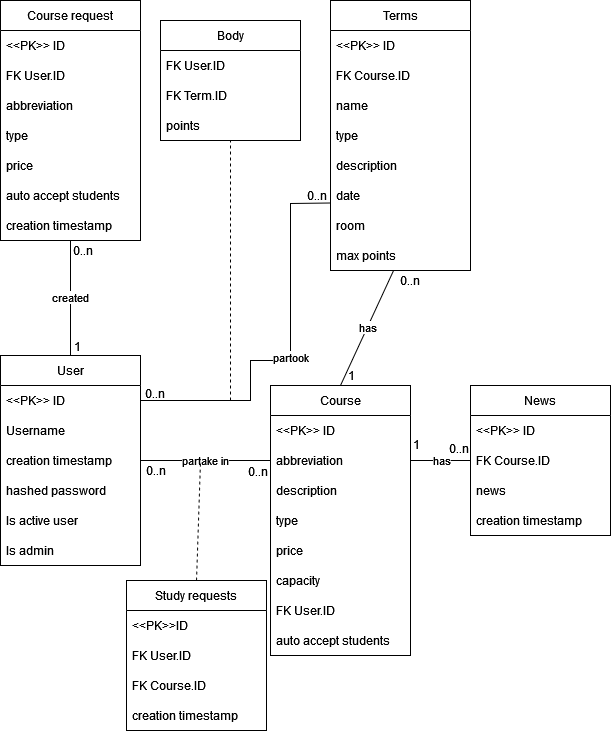 Course request
<<PK>> ID
FK User.ID
abbreviation
type
price
auto accept students
creation timestamp
Body
FK User.ID
FK Term.ID
points
Terms
<<PK>> ID
FK Course.ID
name
type
description
date
room
max points
0..n
0..n
0..n
created
has
1
partook
1
User
<<PK>> ID
Username
creation timestamp
hashed password
Is active user
Is admin
0..n
0..n
partake in
0..n
Course
<<PK>> ID
abbreviation
description
type
price
capacity
FK User.ID
auto accept students
1
has
0..n
News
<<PK>> ID
FK Course.ID
news
creation timestamp
Study requests
<<PK>>ID
FK User.ID
FK Course.ID
creation timestamp